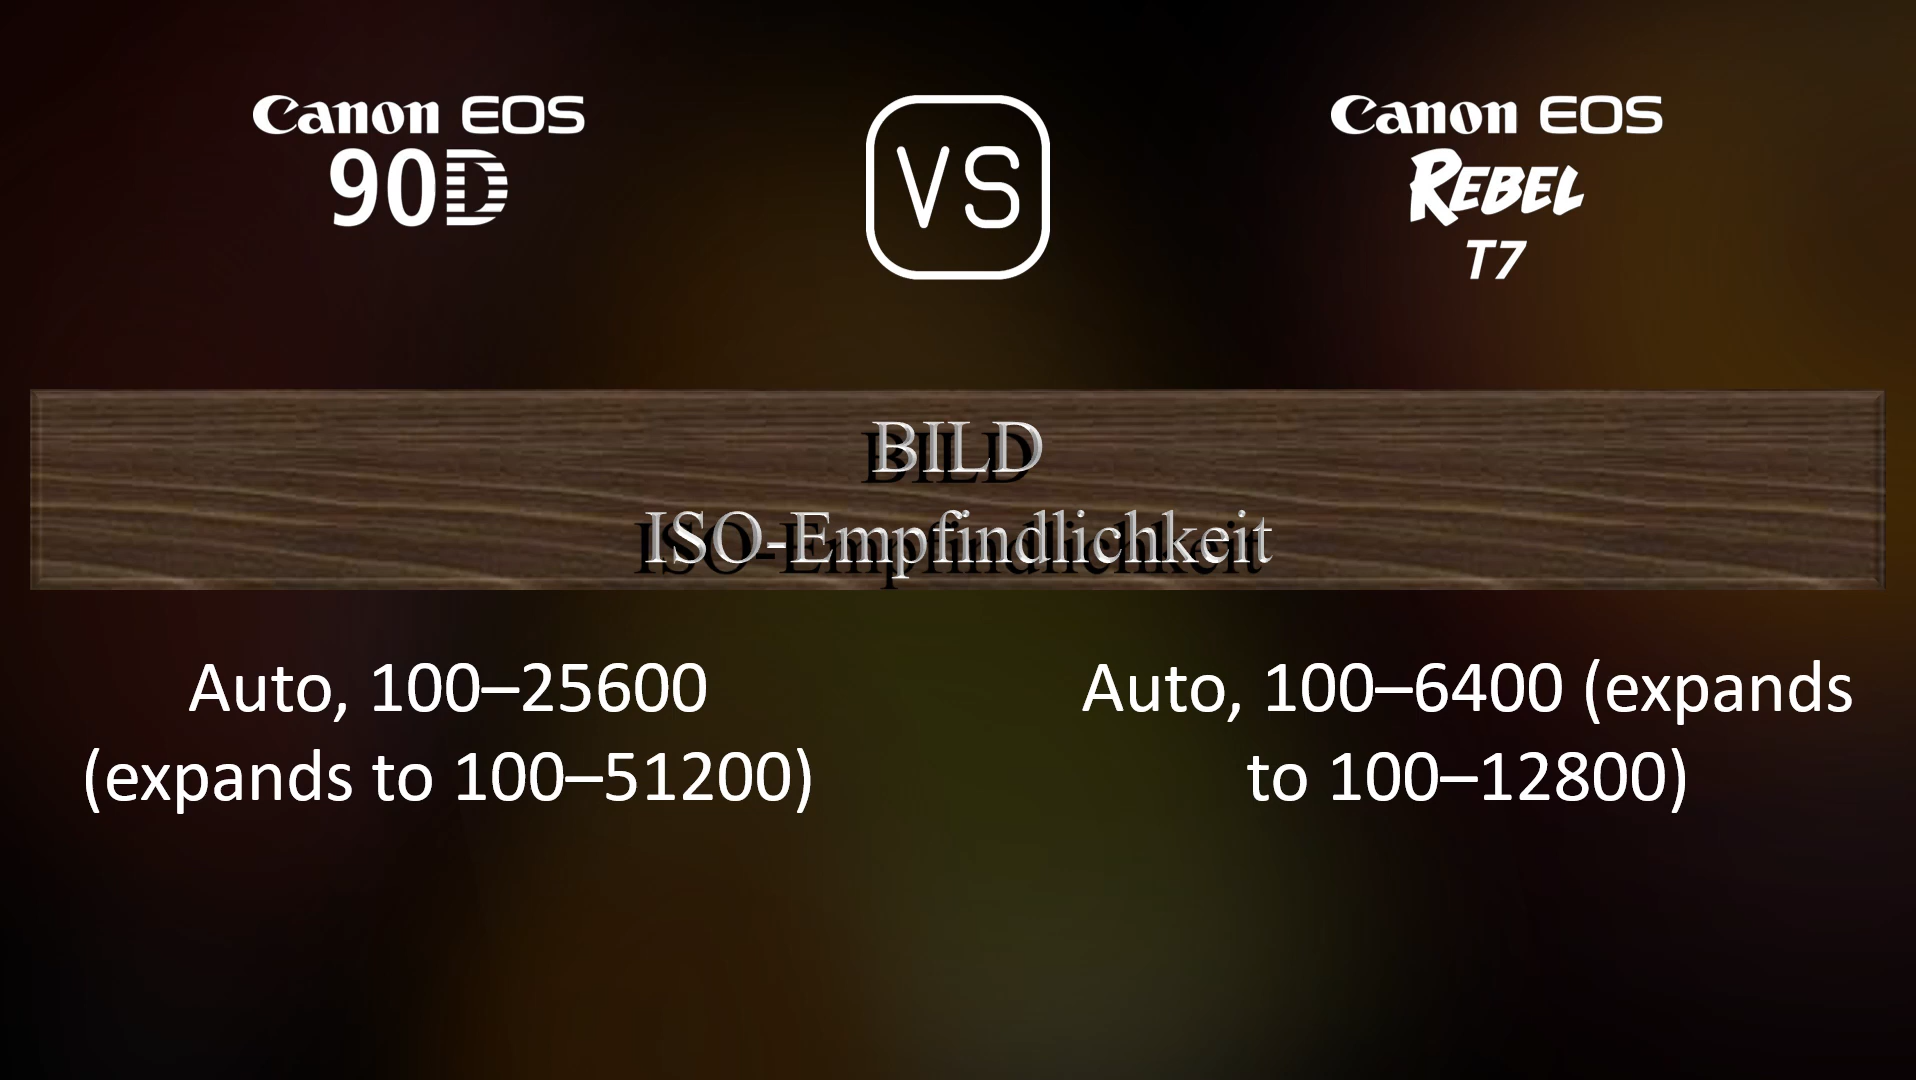 Canon EOS
90D
VS
Canon EOS
REBEL
T7
BILD
ISO-Empfindlichkeit
Auto, 100–25600
(expands to 100–51200)
Auto, 100–6400 (expands
to 100–12800)